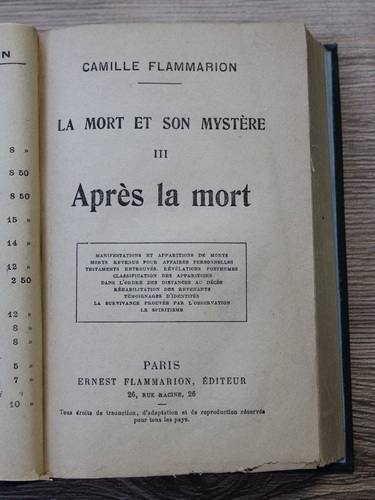 N
8 »
8 50
8 50
15 »
14 »
12 »
2 50
12 »
8 »
8 »
5 »
7 »
10 »
CAMILLE FLAMMARION
LA MORT ET SON MYSTÈRE
III
Après la mort
MANIFESTATIONS ET APPARITIONS DE MORTS
MORTS REVENUS POUR AFFAIRES PERSONNELLES
TESTAMENTS RETROUVÉS. RÉVÉLATIONS POSTHUMES
CLASSIFICATION DES APPARITIONS
DANS L'ORDRE DES DISTANCES AU DÉCÈS
RÉHABILITATION DES REVENANTS
TÉMOIGNAGES D'IDENTITÉS
LA SURVIVANCE PROUVÉE PAR L'OBSERVATION
LE SPIRITISME
PARIS
ERNEST FLAMMARION, ÉDITEUR
26, RUE RACINE, 26
Tous droits de traduction, d'adaptation et de reproduction réservés
pour tous les pays.